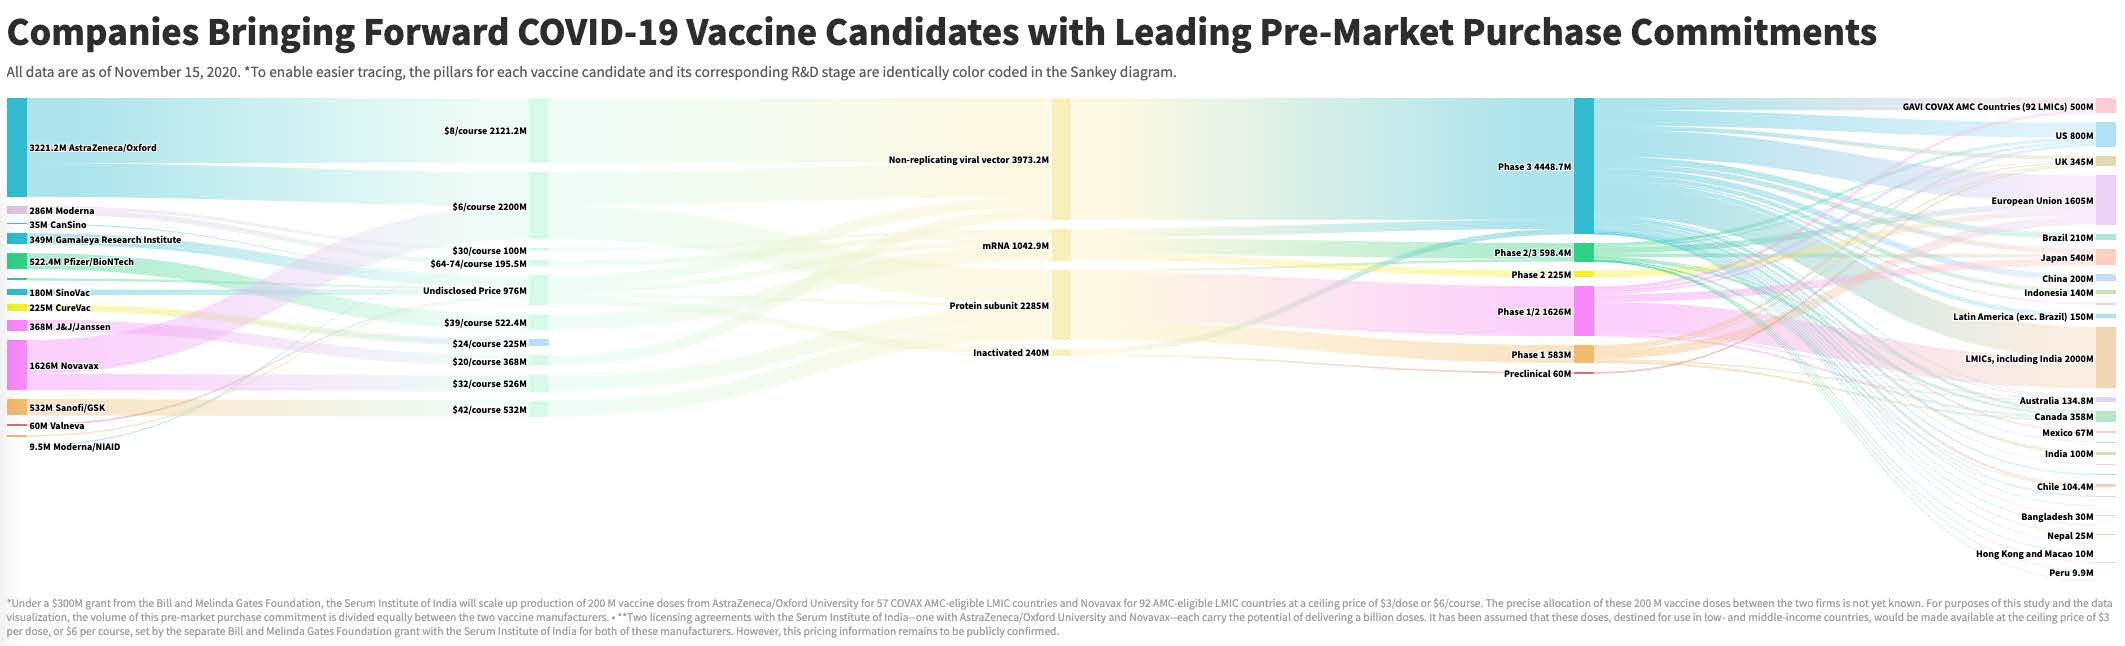 Companies Bringing Forward COVID-19 Vaccine Candidates with Leading Pre-Market Purchase Commitments
All data are as of November 15, 2020. *To enable easier tracing, the pillars for each vaccine candidate and its corresponding R&D stage are identically color coded in the Sankey diagram.
3221.2M AstraZeneca/Oxford
286M Moderna
35M CanSino
349M Gamaleya Research Institute
522.4M Pfizer/BioNTech
180M SinoVac
225M CureVac
368M J&J/Janssen
1626M Novavax
532M Sanofi/GSK
60M Valneva
9.5M Moderna/NIAID
$8/course 2121.2M
$6/course 2200M
$30/course 100M
$64-74/course 195.5M
Undisclosed Price 976M
$39/course 522.4M
$24/course 225M
$20/course 368M
$32/course 526M
$42/course 532M
Non-replicating viral vector 3973.2M
mRNA 1042.9M
Protein subunit 2285M
Inactivated 240M
Phase 3 4448.7M
Phase 2/3 598.4M
Phase 2 225M
Phase 1/2 1626M
Phase 1 583M
Preclinical 60M
GAVI COVAX AMC Countries (92 LMICs) 500M
US 800M
UK 345M
European Union 1605M
Brazil 210M
Japan 540M
China 200M
Indonesia 140M
Latin America (exc. Brazil) 150M
LMICs, including India 2000M
Australia 134.8M
Canada 358M
Mexico 67M
India 100M
Chile 104.4M
Bangladesh 30M
Nepal 25M
Hong Kong and Macao 10M
Peru 9.9M
*Under a $300M grant from the Bill and Melinda Gates Foundation, the Serum Institute of India will scale up production of 200 M vaccine doses from AstraZeneca/Oxford University for 57 COVAX AMC-eligible LMIC countries and Novavax for 92 AMC-eligible LMIC countries at a ceiling price of $3/dose or $6/course. The precise allocation of these 200 M vaccine doses between the two firms is not yet known. For purposes of this study and the data
visualization, the volume of this pre-market purchase commitment is divided equally between the two vaccine manufacturers. • **Two licensing agreements with the Serum Institute of India--one with AstraZeneca/Oxford University and Novavax--each carry the potential of delivering a billion doses. It has been assumed that these doses, destined for use in low- and middle-income countries, would be made available at the ceiling price of $3
per dose, or $6 per course, set by the separate Bill and Melinda Gates Foundation grant with the Serum Institute of India for both of these manufacturers. However, this pricing information remains to be publicly confirmed.